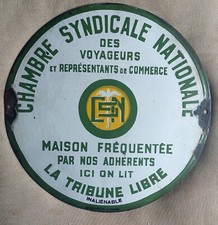 CHAMBRE SYNDICALE NATIONALE
DES
VOYAGEURS
ET REPRÉSENTANTS DE COMMERCE
MAISON FRÉQUENTÉE
PAR NOS ADHERENTS
ICI ON LIT
LA TRIBUNE LIBRE
INALIÉNABLE